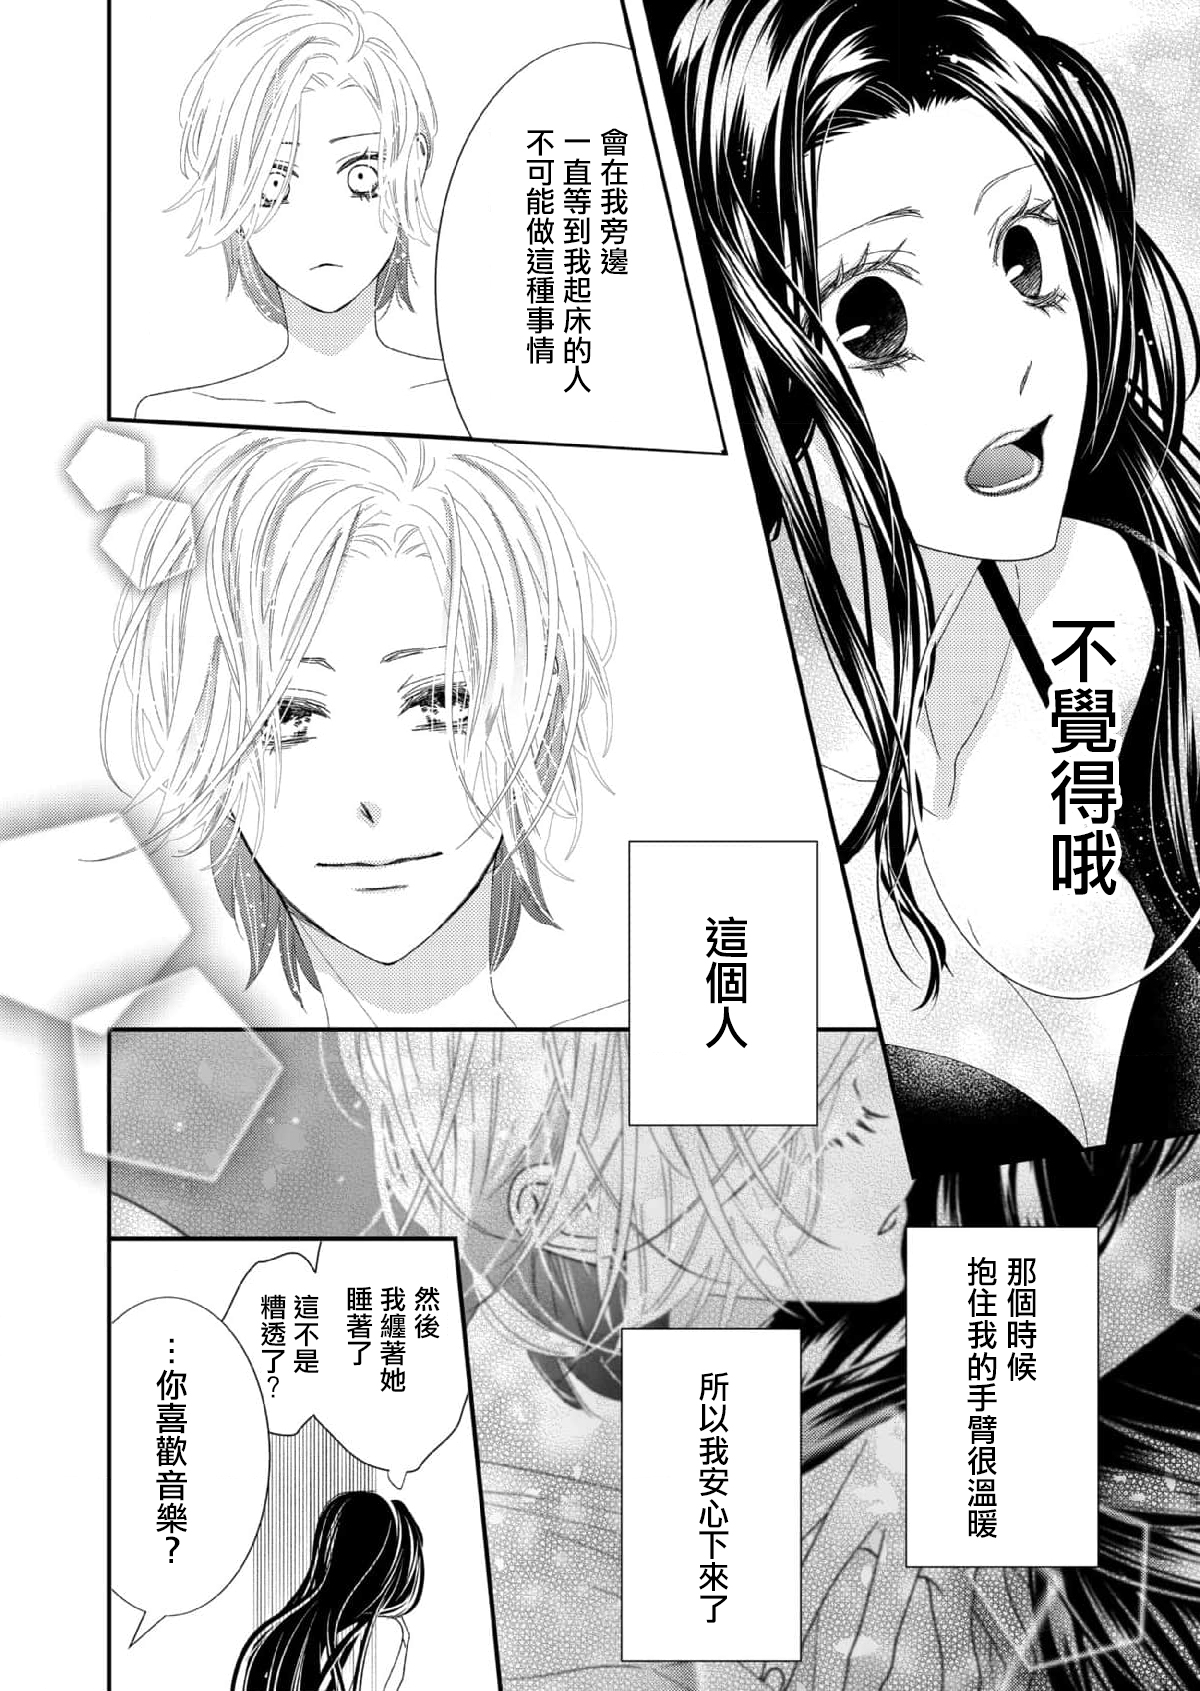 不覺得哦
會在我旁邊
一直等到我起床的人
不可能做這種事情
這個人
那個時候
抱住我的手臂很溫暖
所以我安心下來了
然後
我纏著她
睡著了
這不是
糟透了？
…你喜歡音樂？